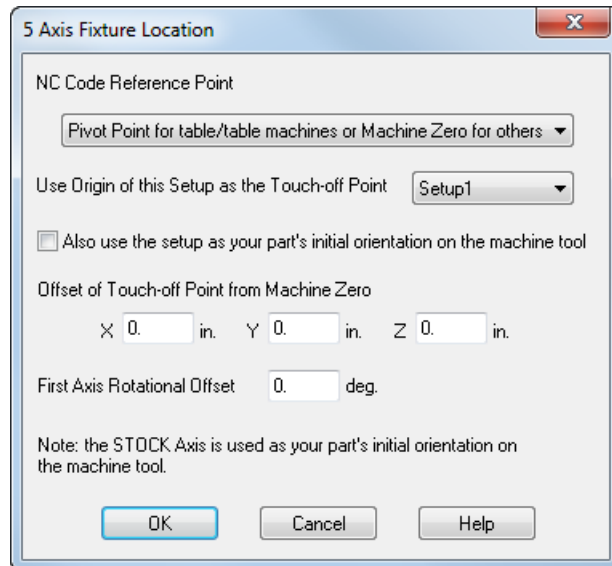 5 Axis Fixture Location
NC Code Reference Point
Pivot Point for table/table machines or Machine Zero for others
Use Origin of this Setup as the Touch-off Point Setup1
Also use the setup as your part's initial orientation on the machine tool
Offset of Touch-off Point from Machine Zero
X 0. in. Y 0. in. Z 0. in.
First Axis Rotational Offset 0. deg.
Note: the STOCK Axis is used as your part's initial orientation on
the machine tool.
OK Cancel Help